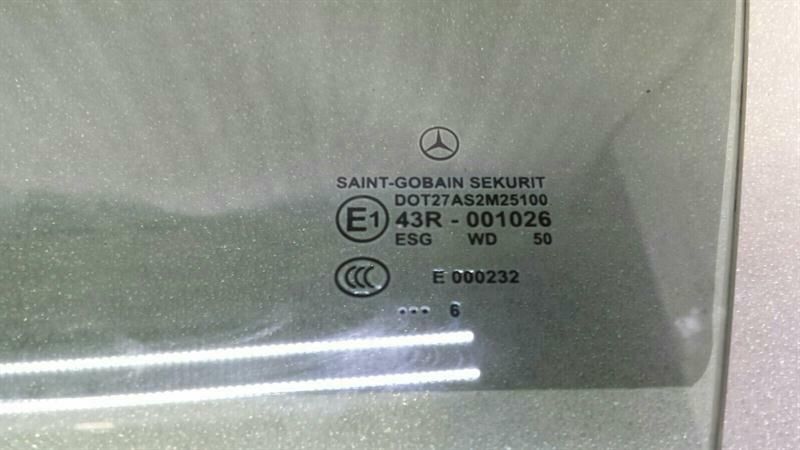 SAINT-GOBAIN SEKURIT
DOT27AS2M25100
E1 43R - 001026
ESG WD 50
CCC E 000232
... 6